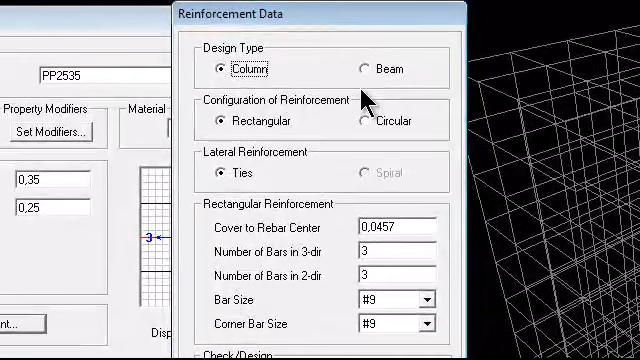 Reinforcement Data
Design Type
PP2535
Column
Beam
Property Modifiers
Material
Configuration of Reinforcement
Set Modifiers...
Rectangular
Circular
Lateral Reinforcement
0,35
Ties
Spiral
0,25
Rectangular Reinforcement
3
Cover to Rebar Center
0,0457
Number of Bars in 3-dir
3
Number of Bars in 2-dir
3
Bar Size
#9
Corner Bar Size
#9
Check/Design